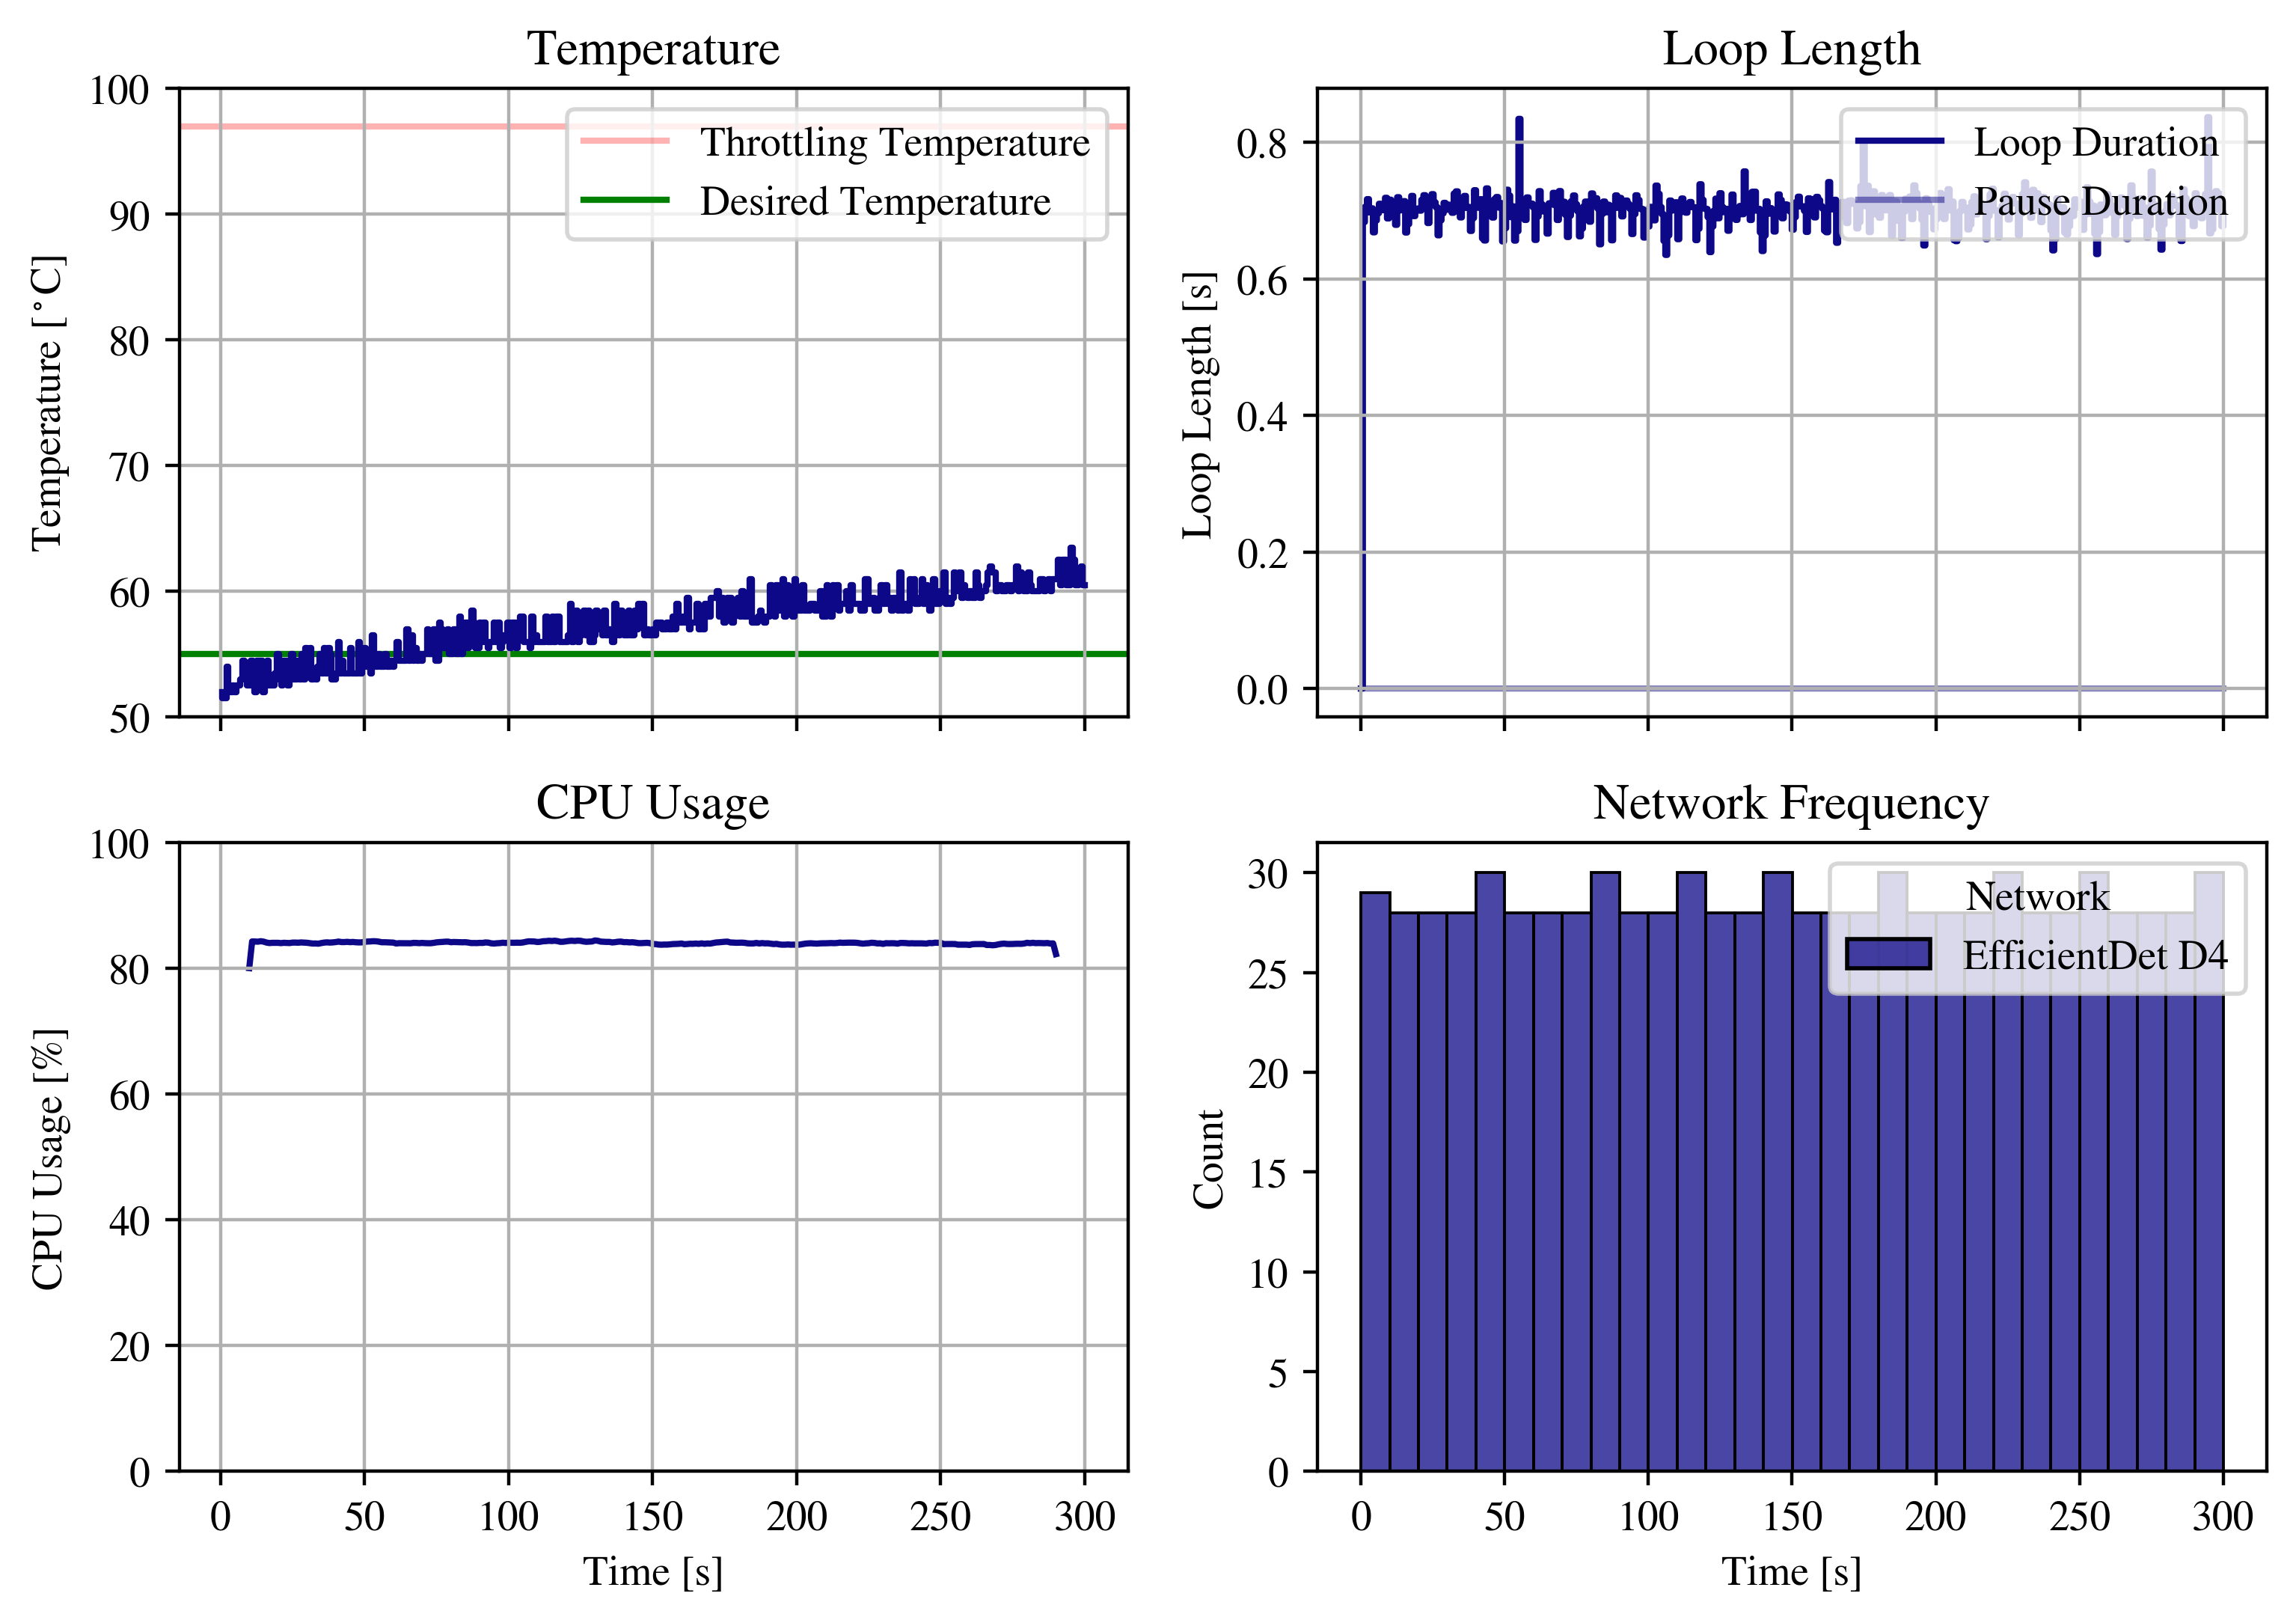 Temperature
100
90
80
70
60
50
Temperature [°C]
Throttling Temperature
Desired Temperature
Loop Length
0.8
0.6
0.4
0.2
0.0
Loop Length [s]
Loop Duration
Pause Duration
CPU Usage
100
80
60
40
20
0
CPU Usage [%]
0 50 100 150 200 250 300
Time [s]
Network Frequency
30
25
20
15
10
5
0
Count
Network
EfficientDet D4
0 50 100 150 200 250 300
Time [s]